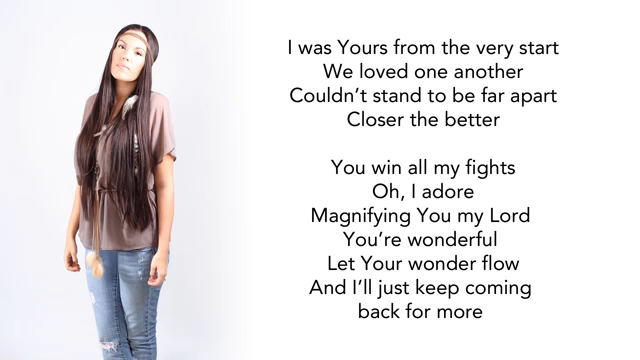 I was Yours from the very start
We loved one another
Couldn't stand to be far apart
Closer the better
You win all my fights
Oh, I adore
Magnifying You my Lord
You're wonderful
Let Your wonder flow
And I'll just keep coming
back for more